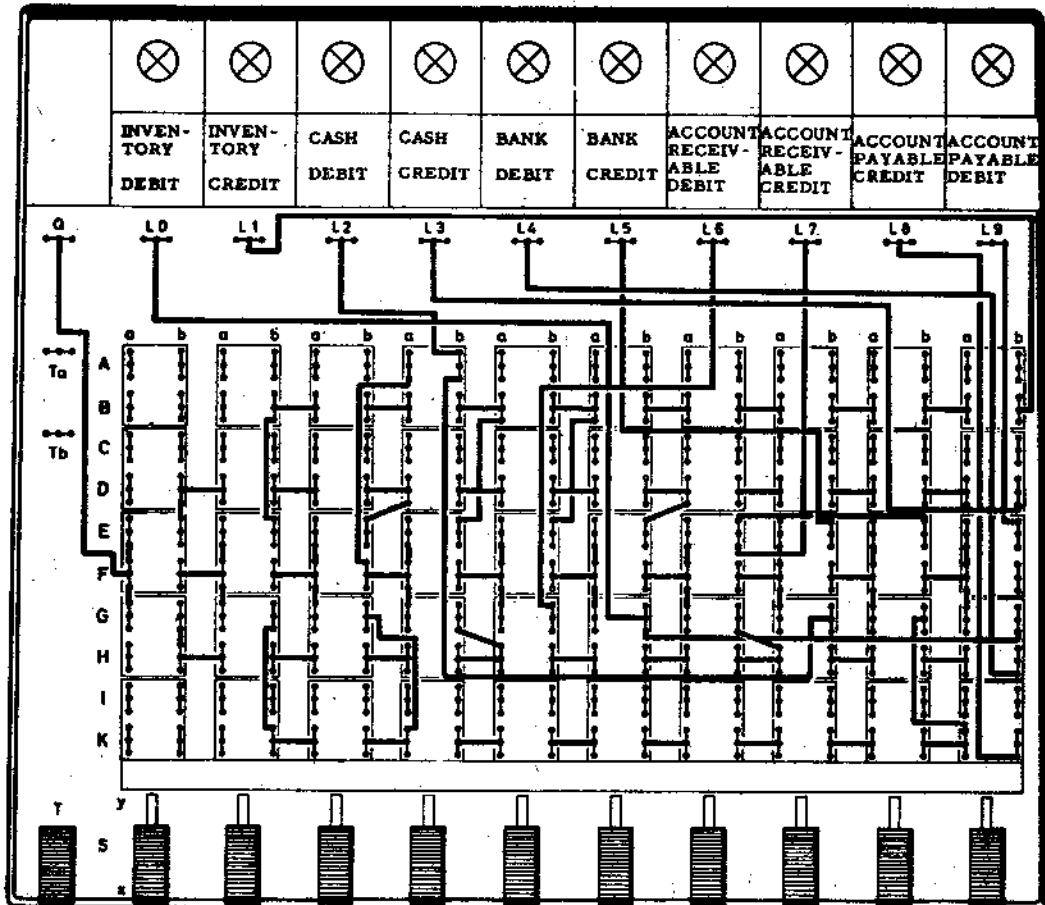 INVEN-
TORY
DEBIT
INVEN-
TORY
CREDIT
CASH
DEBIT
CASH
CREDIT
BANK
DEBIT
BANK
CREDIT
ACCOUNT
RECEIV-
ABLE
DEBIT
ACCOUNT
RECEIV-
ABLE
CREDIT
ACCOUNT
PAYABLE
CREDIT
ACCOUNT
PAYABLE
DEBIT
Q L0 L1 L2 L3 L4 L5 L6 L7 L8 L9
a b a b a b a b a b a b a b a b a b a b
Ta
A
B
Tb
C
D
E
F
G
H
I
K
T y
S
x